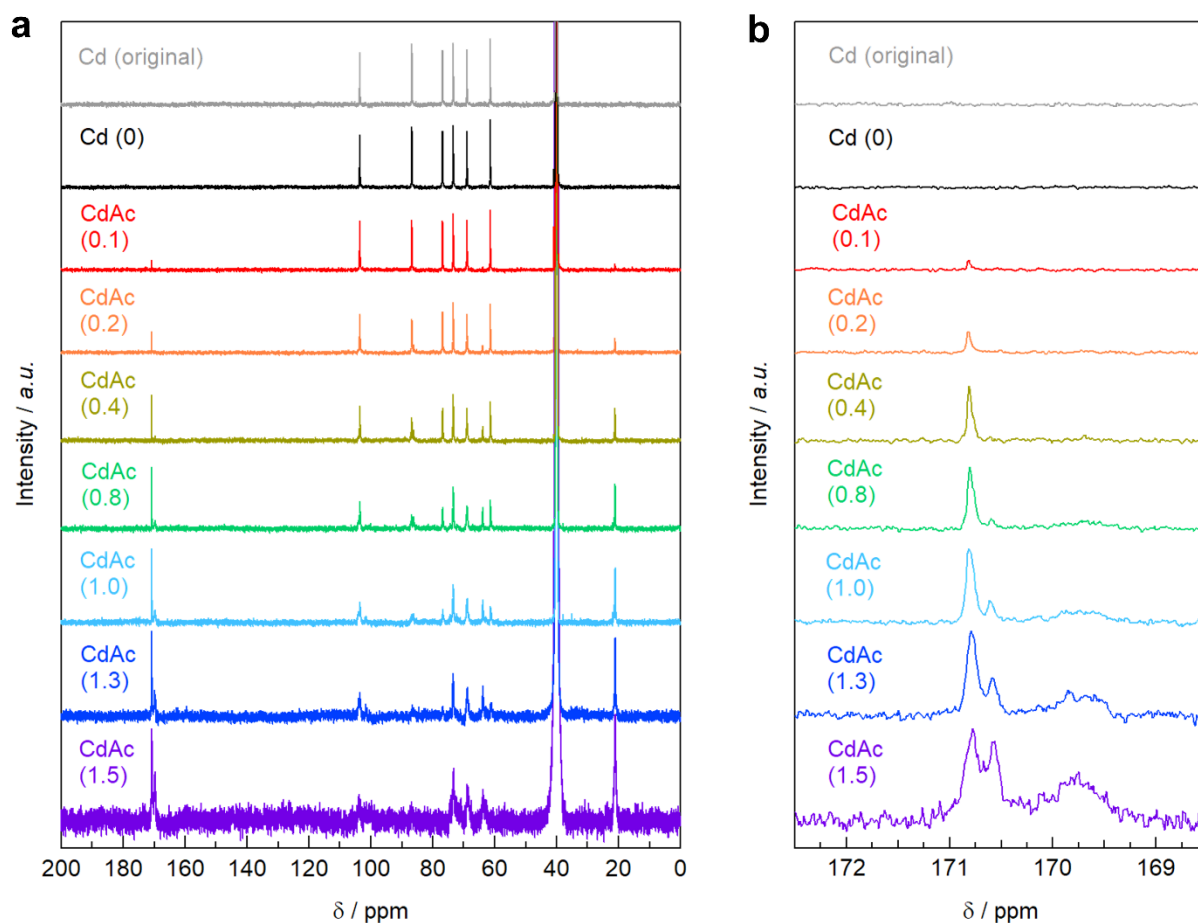 a
Cd (original)
Cd (0)
CdAc
(0.1)
CdAc
(0.2)
CdAc
(0.4)
CdAc
(0.8)
CdAc
(1.0)
CdAc
(1.3)
CdAc
(1.5)
Intensity / a.u.
200 180 160 140 120 100 80 60 40 20 0
δ / ppm
b
Cd (original)
Cd (0)
CdAc
(0.1)
CdAc
(0.2)
CdAc
(0.4)
CdAc
(0.8)
CdAc
(1.0)
CdAc
(1.3)
CdAc
(1.5)
Intensity / a.u.
172 171 170 169
δ / ppm